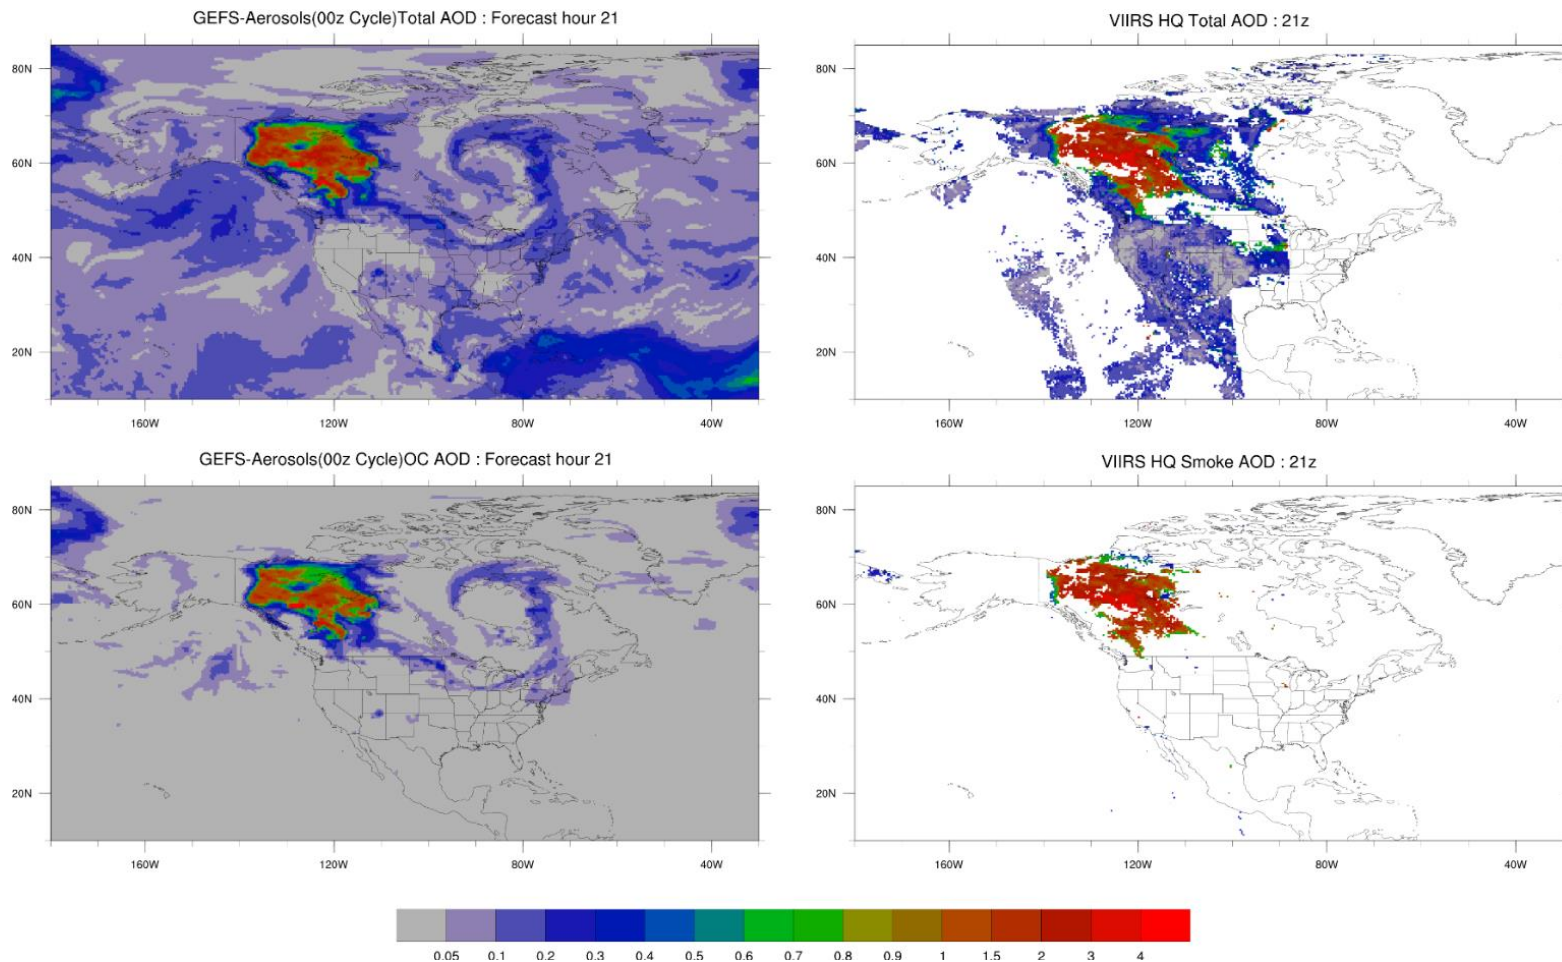 GEFS-Aerosols(00z Cycle)Total AOD : Forecast hour 21
80N
60N
40N
20N
160W 120W 80W 40W
VIIRS HQ Total AOD : 21z
80N
60N
40N
20N
160W 120W 80W 40W
GEFS-Aerosols(00z Cycle)OC AOD : Forecast hour 21
80N
60N
40N
20N
160W 120W 80W 40W
VIIRS HQ Smoke AOD : 21z
80N
60N
40N
20N
160W 120W 80W 40W
0.05 0.1 0.2 0.3 0.4 0.5 0.6 0.7 0.8 0.9 1 1.5 2 3 4